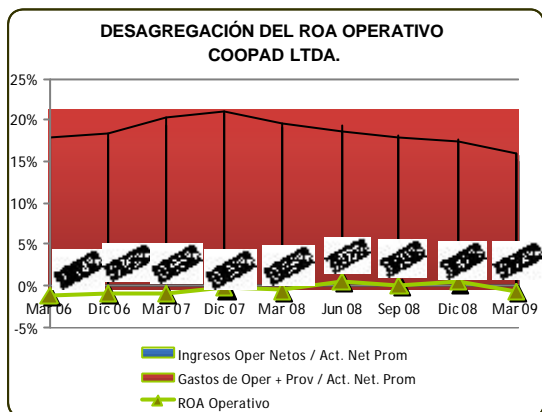 DESAGREGACIÓN DEL ROA OPERATIVO
COOPAD LTDA.
25%
20%
15%
10%
5%
0%
-5%
Mar 06 Dic 06 Mar 07 Dic 07 Mar 08 Jun 08 Sep 08 Dic 08 Mar 09
Ingresos Oper Netos / Act. Net Prom
Gastos de Oper + Prov / Act. Net. Prom
ROA Operativo